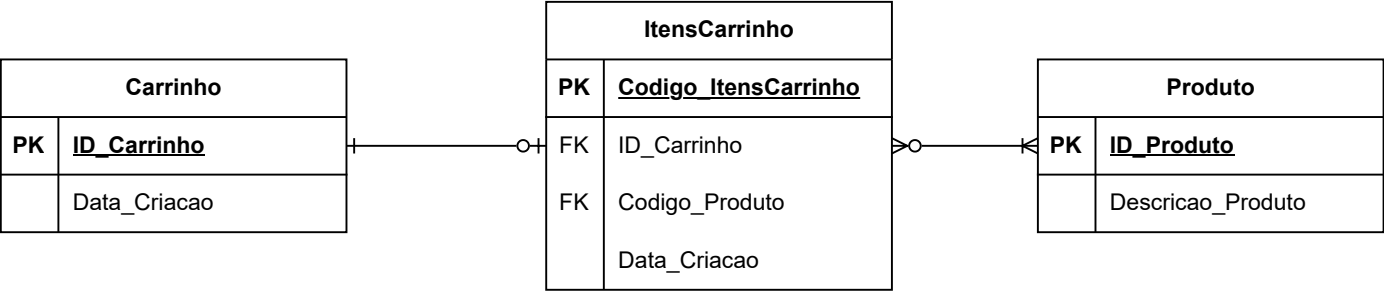 Carrinho
PK ID_Carrinho
Data_Criacao
ItensCarrinho
PK Codigo_ItensCarrinho
FK ID_Carrinho
FK Codigo_Produto
Data_Criacao
Produto
PK ID_Produto
Descricao_Produto